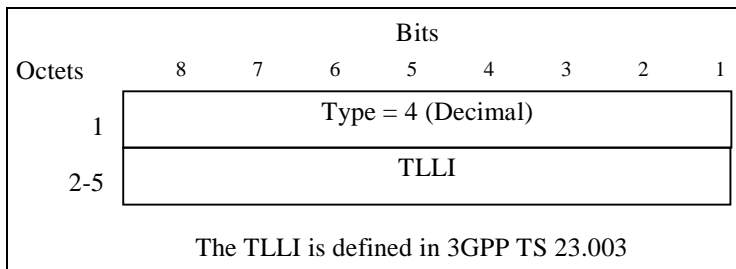 Bits
Octets 8 7 6 5 4 3 2 1
1 Type = 4 (Decimal)
2-5 TLLI
The TLLI is defined in 3GPP TS 23.003